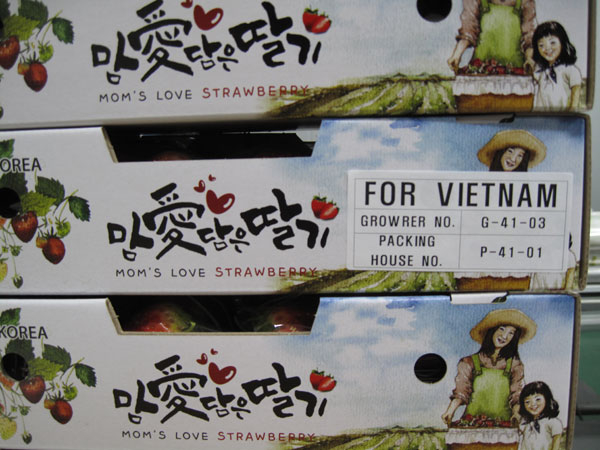 맘愛담은딸기
MOM'S LOVE STRAWBERRY
KOREA
맘愛담은딸기
MOM'S LOVE STRAWBERRY
FOR VIETNAM
GROWRER NO. G-41-03
PACKING
HOUSE NO. P-41-01
KOREA
맘愛담은딸기
MOM'S LOVE STRAWBERRY